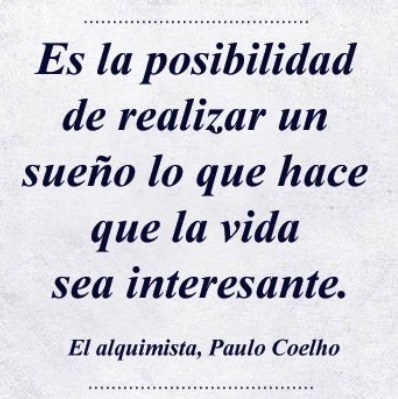 Es la posibilidad
de realizar un
sueño lo que hace
que la vida
sea interesante.
El alquimista, Paulo Coelho